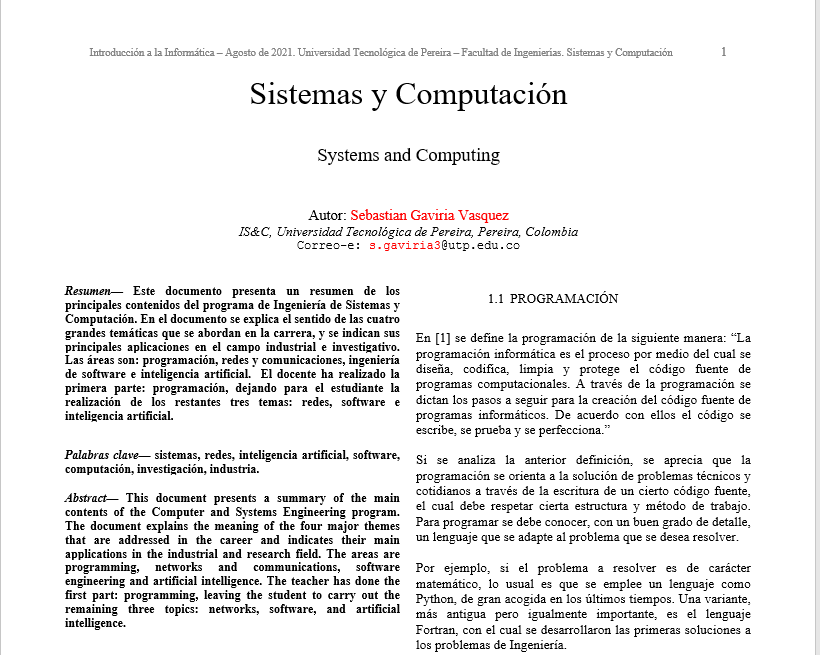 Introducción a la Informática – Agosto de 2021. Universidad Tecnológica de Pereira – Facultad de Ingenierías. Sistemas y Computación 1
Sistemas y Computación
Systems and Computing
Autor: Sebastian Gaviria Vasquez
IS&C, Universidad Tecnológica de Pereira, Pereira, Colombia
Correo-e: s.gaviria3@utp.edu.co
Resumen— Este documento presenta un resumen de los
principales contenidos del programa de Ingeniería de Sistemas y
Computación. En el documento se explica el sentido de las cuatro
grandes temáticas que se abordan en la carrera, y se indican sus
principales aplicaciones en el campo industrial e investigativo.
Las áreas son: programación, redes y comunicaciones, ingeniería
de software e inteligencia artificial. El docente ha realizado la
primera parte: programación, dejando para el estudiante la
realización de los restantes tres temas: redes, software e
inteligencia artificial.
Palabras clave— sistemas, redes, inteligencia artificial, software,
computación, investigación, industria.
Abstract— This document presents a summary of the main
contents of the Computer and Systems Engineering program.
The document explains the meaning of the four major themes
that are addressed in the career and indicates their main
applications in the industrial and research field. The areas are
programming, networks and communications, software
engineering and artificial intelligence. The teacher has done the
first part: programming, leaving the student to carry out the
remaining three topics: networks, software, and artificial
intelligence.
1.1 PROGRAMACIÓN
En [1] se define la programación de la siguiente manera: “La
programación informática es el proceso por medio del cual se
diseña, codifica, limpia y protege el código fuente de
programas computacionales. A través de la programación se
dictan los pasos a seguir para la creación del código fuente de
programas informáticos. De acuerdo con ellos el código se
escribe, se prueba y se perfecciona.”
Si se analiza la anterior definición, se aprecia que la
programación se orienta a la solución de problemas técnicos y
cotidianos a través de la escritura de un cierto código fuente,
el cual debe respetar cierta estructura y método de trabajo.
Para programar se debe conocer, con un buen grado de detalle,
un lenguaje que se adapte al problema que se desea resolver.
Por ejemplo, si el problema a resolver es de carácter
matemático, lo usual es que se emplee un lenguaje como
Python, de gran acogida en los últimos tiempos. Una variante,
más antigua pero igualmente importante, es el lenguaje
Fortran, con el cual se desarrollaron las primeras soluciones a
los problemas de Ingeniería.